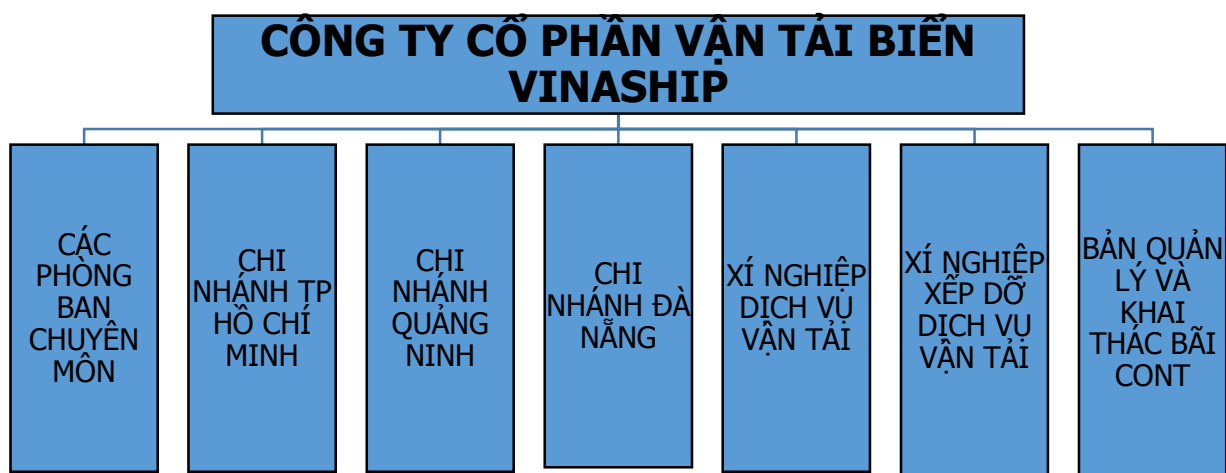 CÔNG TY CỔ PHẦN VẬN TẢI BIỂN
VINASHIP
CÁC
PHÒNG
BAN
CHUYÊN
MÔN
CHI
NHÁNH TP
HỒ CHÍ
MINH
CHI
NHÁNH
QUẢNG
NINH
CHI
NHÁNH ĐÀ
NẴNG
XÍ NGHIỆP
DỊCH VỤ
VẬN TẢI
XÍ NGHIỆP
XẾP DỠ
DỊCH VỤ
VẬN TẢI
BẢN QUẢN
LÝ VÀ
KHAI
THÁC BÃI
CONT